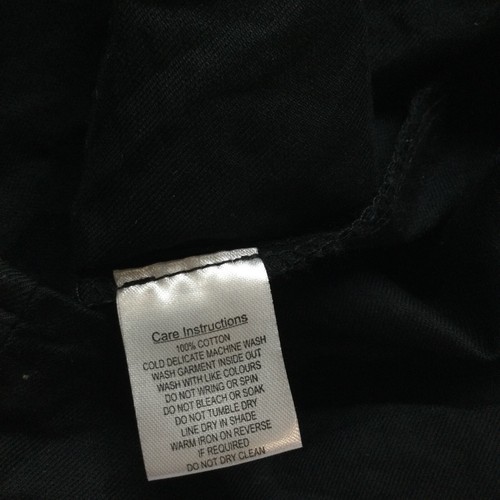 Care Instructions
100% COTTON
COLD DELICATE MACHINE WASH
WASH GARMENT INSIDE OUT
WASH WITH LIKE COLOURS
DO NOT WRING OR SPIN
DO NOT BLEACH OR SOAK
DO NOT TUMBLE DRY
LINE DRY IN SHADE
WARM IRON ON REVERSE
IF REQUIRED
DO NOT DRY CLEAN